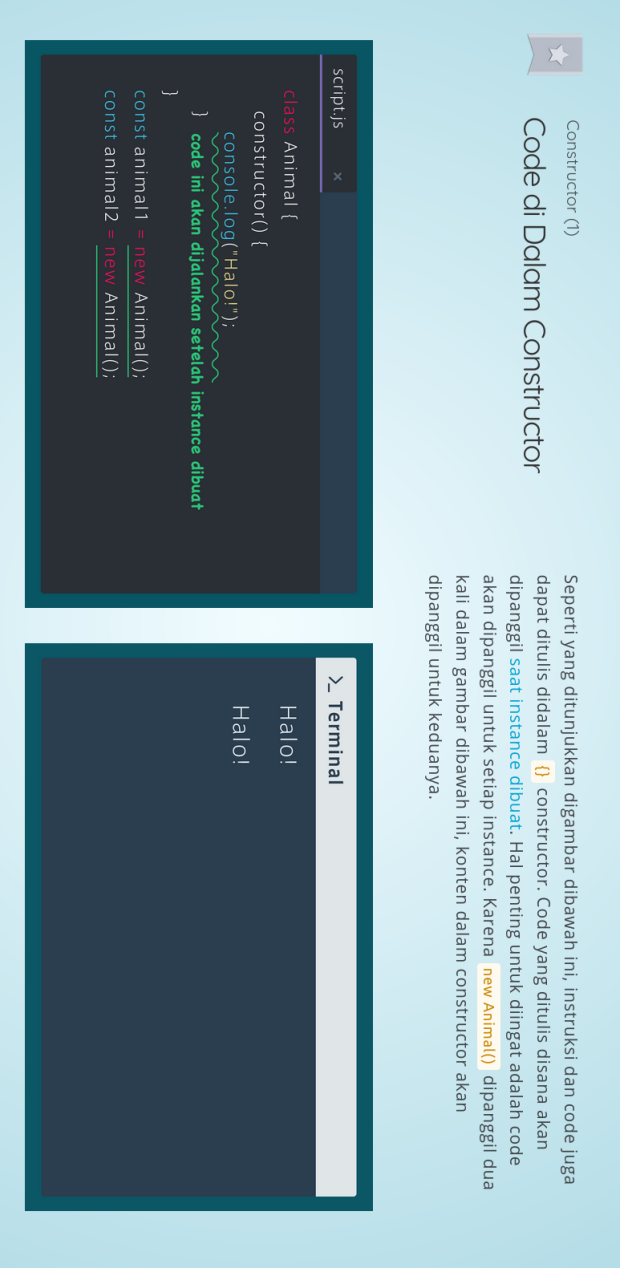 Constructor (1)
Code di Dalam Constructor
Seperti yang ditunjukkan digambar dibawah ini, instruksi dan code juga
dapat ditulis didalam {} constructor. Code yang ditulis disana akan
dipanggil saat instance dibuat. Hal penting untuk diingat adalah code
akan dipanggil untuk setiap instance. Karena new Animal() dipanggil dua
kali dalam gambar dibawah ini, konten dalam constructor akan
dipanggil untuk keduanya.
script.js ×
class Animal {
constructor() {
console.log("Halo!");
} code ini akan dijalankan setelah instance dibuat
}
const animal1 = new Animal();
const animal2 = new Animal();
>_ Terminal
Halo!
Halo!